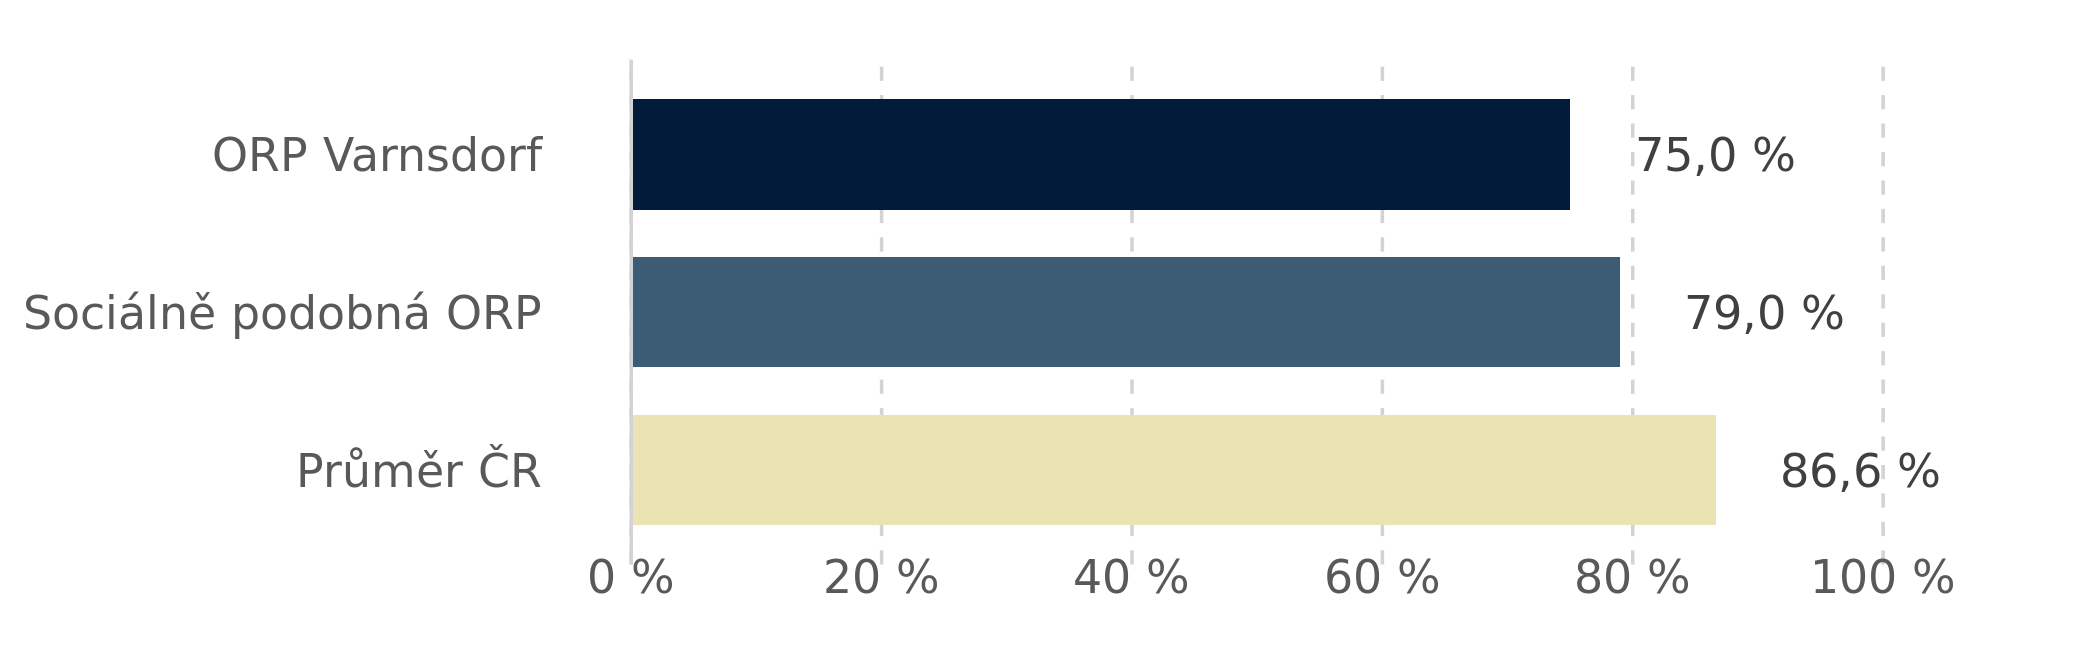 ORP Varnsdorf 75,0 %
Sociálně podobná ORP 79,0 %
Průměr ČR 86,6 %
0 % 20 % 40 % 60 % 80 % 100 %